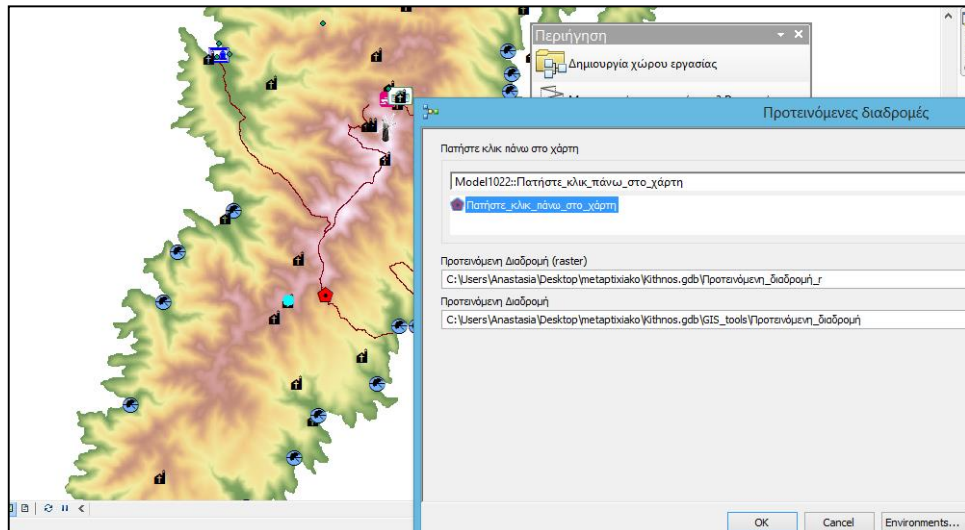 Περιήγηση
Δημιουργία χώρου εργασίας
Προτεινόμενες διαδρομές
Πατήστε κλικ πάνω στο χάρτη
Model1022::Πατήστε_κλικ_πάνω_στο_χάρτη
Πατήστε_κλικ_πάνω_στο_χάρτη
Προτεινόμενη Διαδρομή (raster)
C:\Users\Anastasia\Desktop\metaptixiako\Kithnos.gdb\Προτεινόμενη_διαδρομή_r
Προτεινόμενη Διαδρομή
C:\Users\Anastasia\Desktop\metaptixiako\Kithnos.gdb\GIS_tools\Προτεινόμενη_διαδρομή
OK
Cancel
Environments...